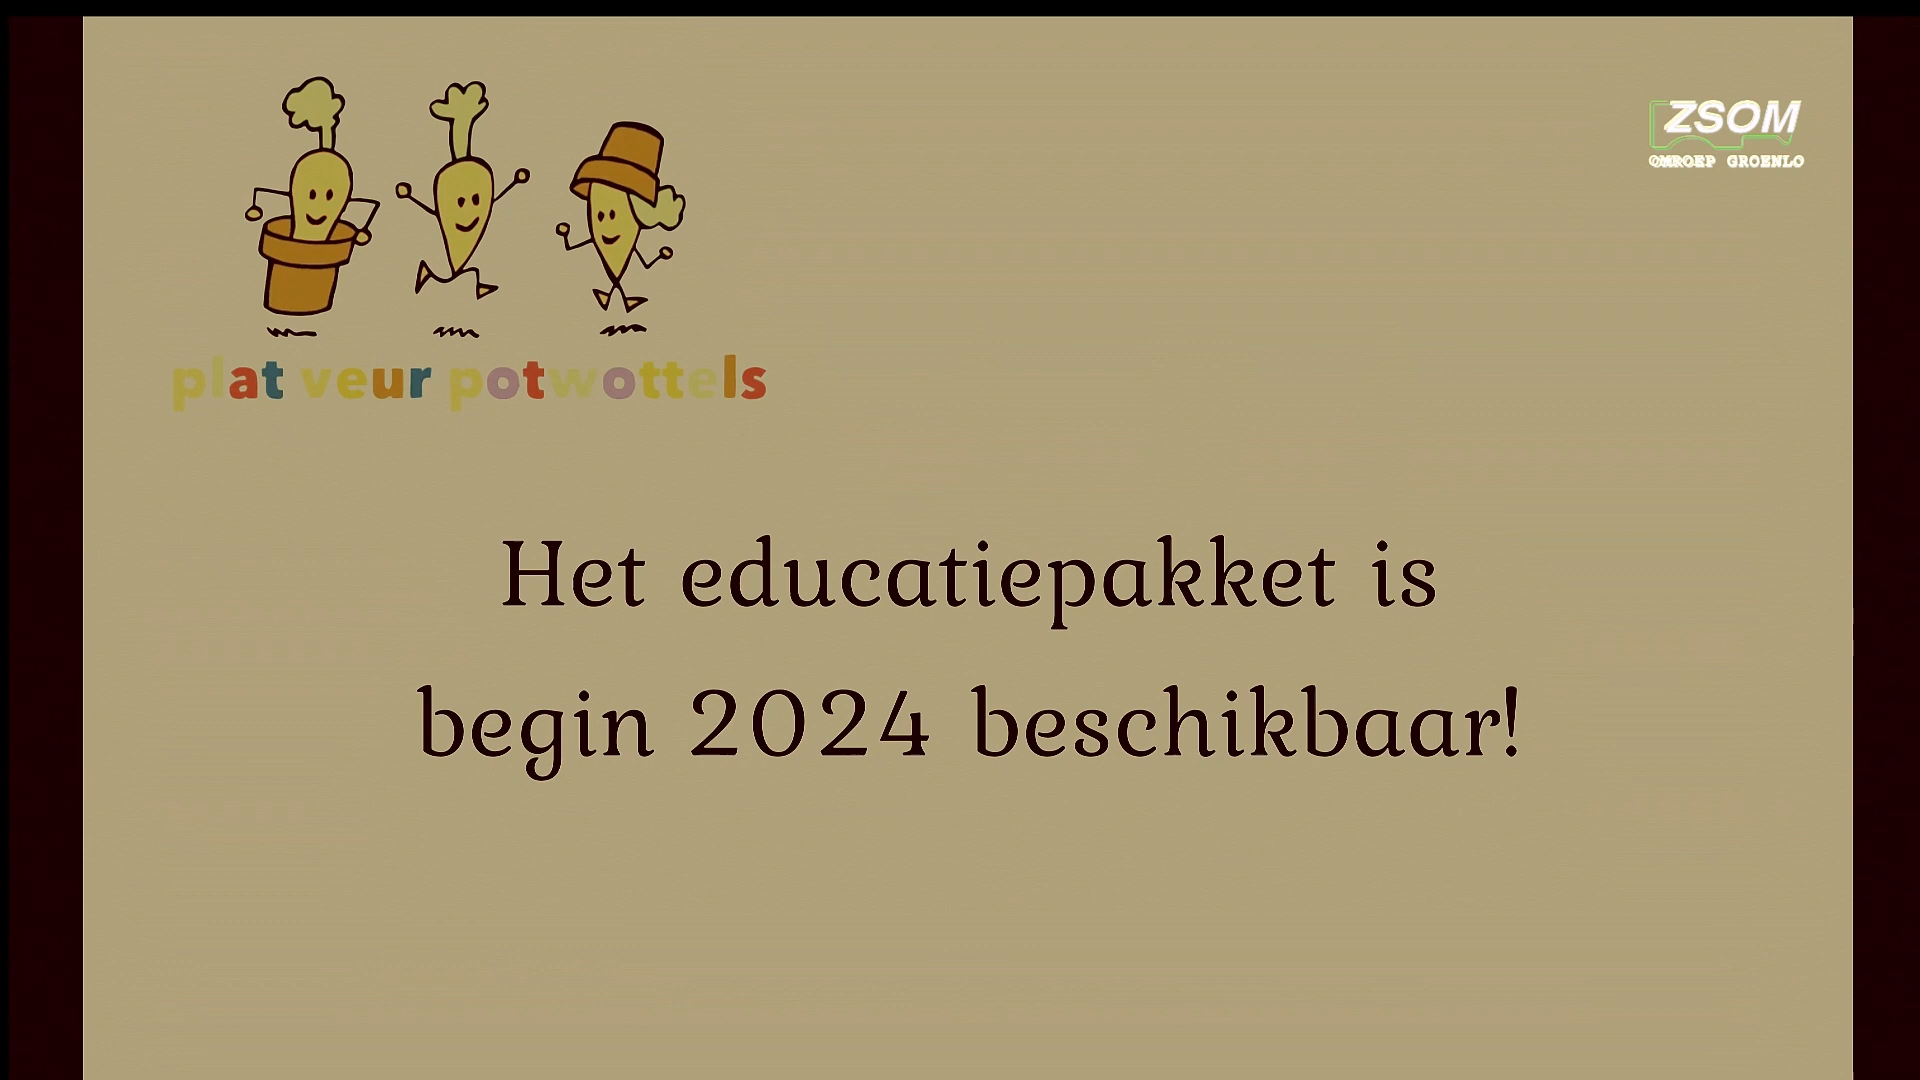 ZSOM
OMROEP GROENLO
plat veur potwottels
Het educatiepakket is
begin 2024 beschikbaar!